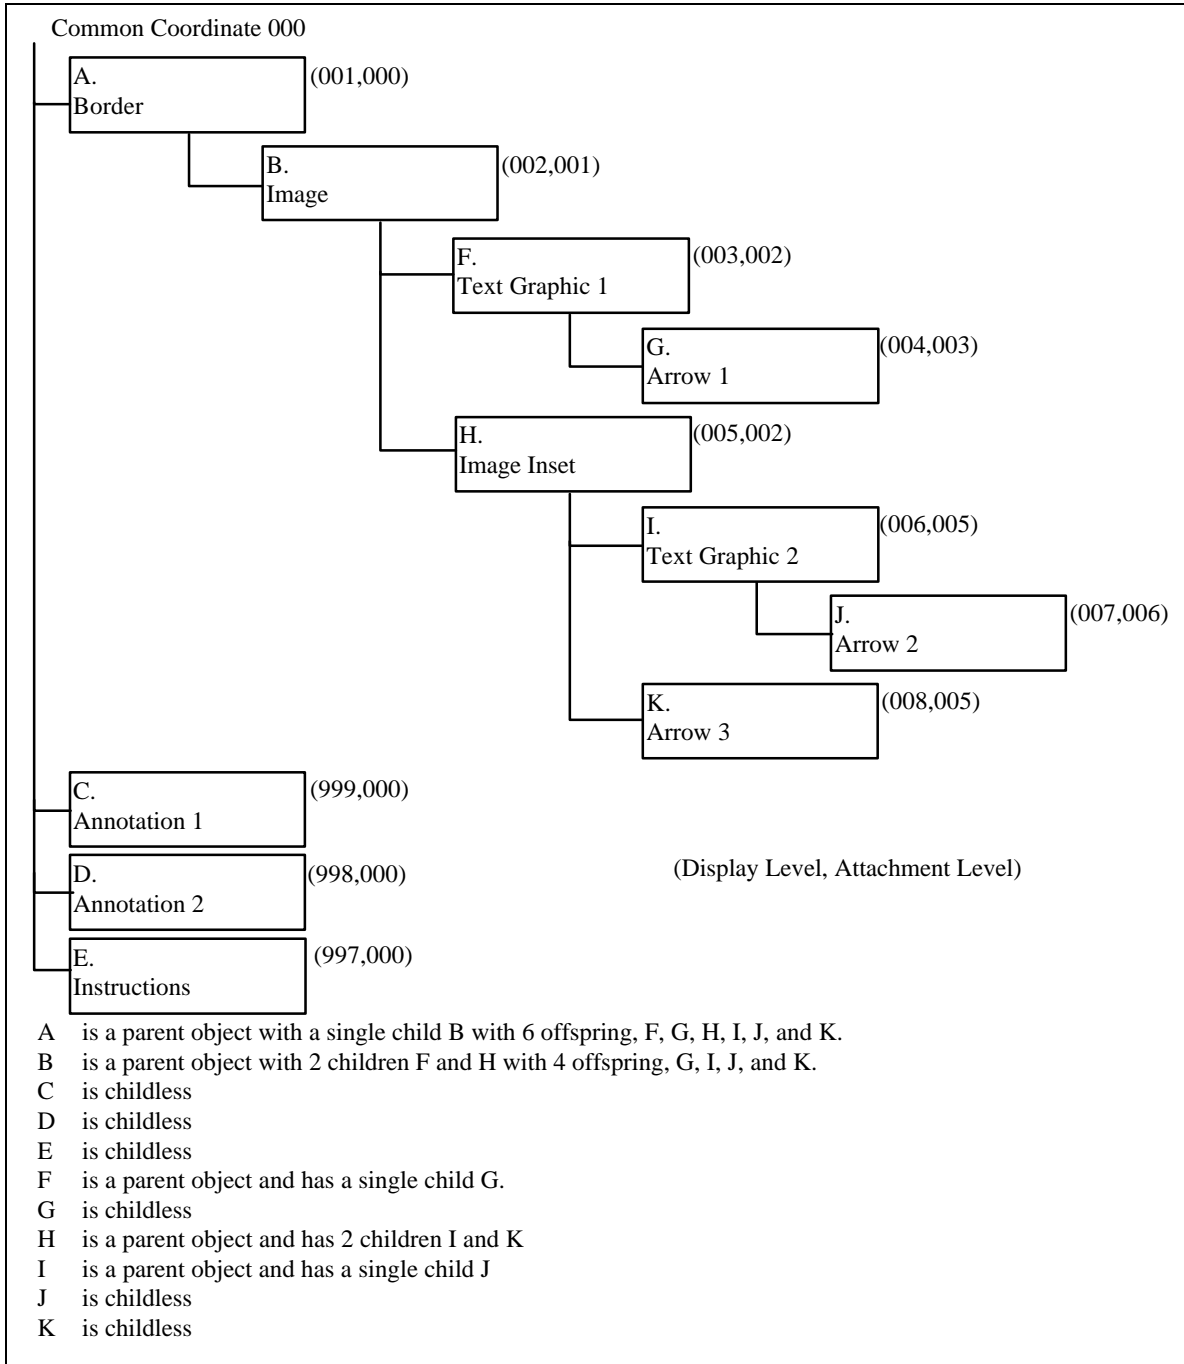 Common Coordinate 000
A.
Border
(001,000)
B.
Image
(002,001)
F.
Text Graphic 1
(003,002)
G.
Arrow 1
(004,003)
H.
Image Inset
(005,002)
I.
Text Graphic 2
(006,005)
J.
Arrow 2
(007,006)
K.
Arrow 3
(008,005)
C.
Annotation 1
(999,000)
D.
Annotation 2
(998,000)
(Display Level, Attachment Level)
E.
Instructions
(997,000)
A is a parent object with a single child B with 6 offspring, F, G, H, I, J, and K.
B is a parent object with 2 children F and H with 4 offspring, G, I, J, and K.
C is childless
D is childless
E is childless
F is a parent object and has a single child G.
G is childless
H is a parent object and has 2 children I and K
I is a parent object and has a single child J
J is childless
K is childless